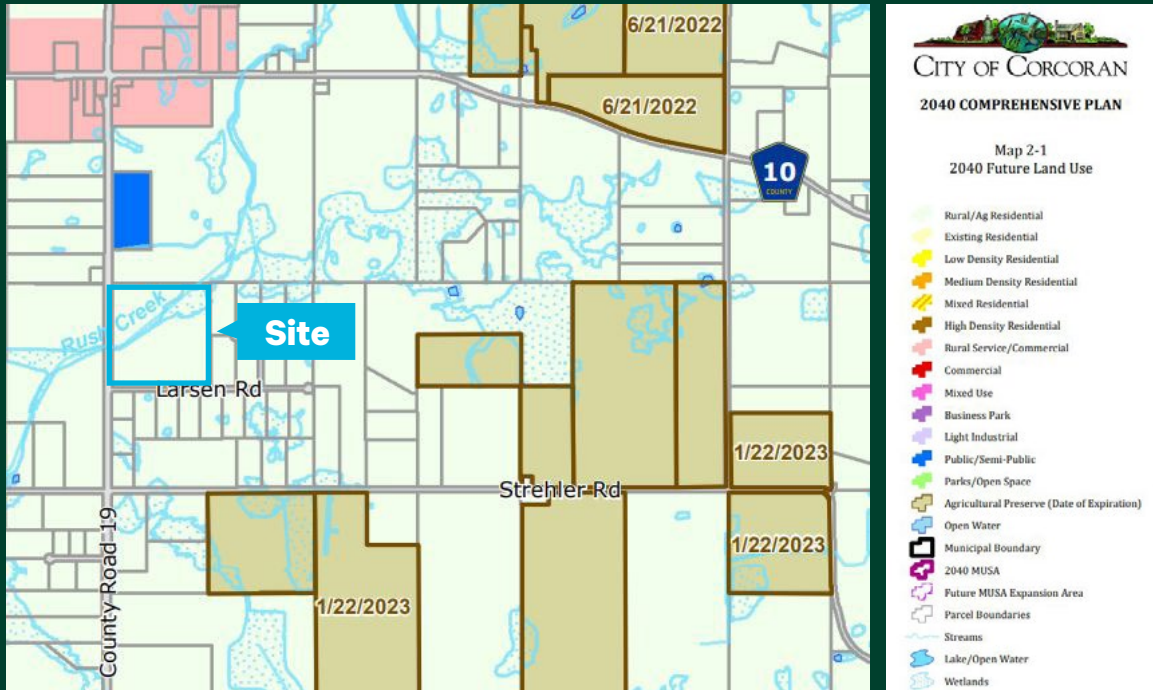 6/21/2022
6/21/2022
10
COUNTY
Rush Creek
Site
Larsen Rd
1/22/2023
Strehler Rd
1/22/2023
County Road 19
1/22/2023
CITY OF CORCORAN
2040 COMPREHENSIVE PLAN
Map 2-1
2040 Future Land Use
Rural/Ag Residential
Existing Residential
Low Density Residential
Medium Density Residential
Mixed Residential
High Density Residential
Rural Service/Commercial
Commercial
Mixed Use
Business Park
Light Industrial
Public/Semi-Public
Parks/Open Space
Agricultural Preserve (Date of Expiration)
Open Water
Municipal Boundary
2040 MUSA
Future MUSA Expansion Area
Parcel Boundaries
Streams
Lake/Open Water
Wetlands